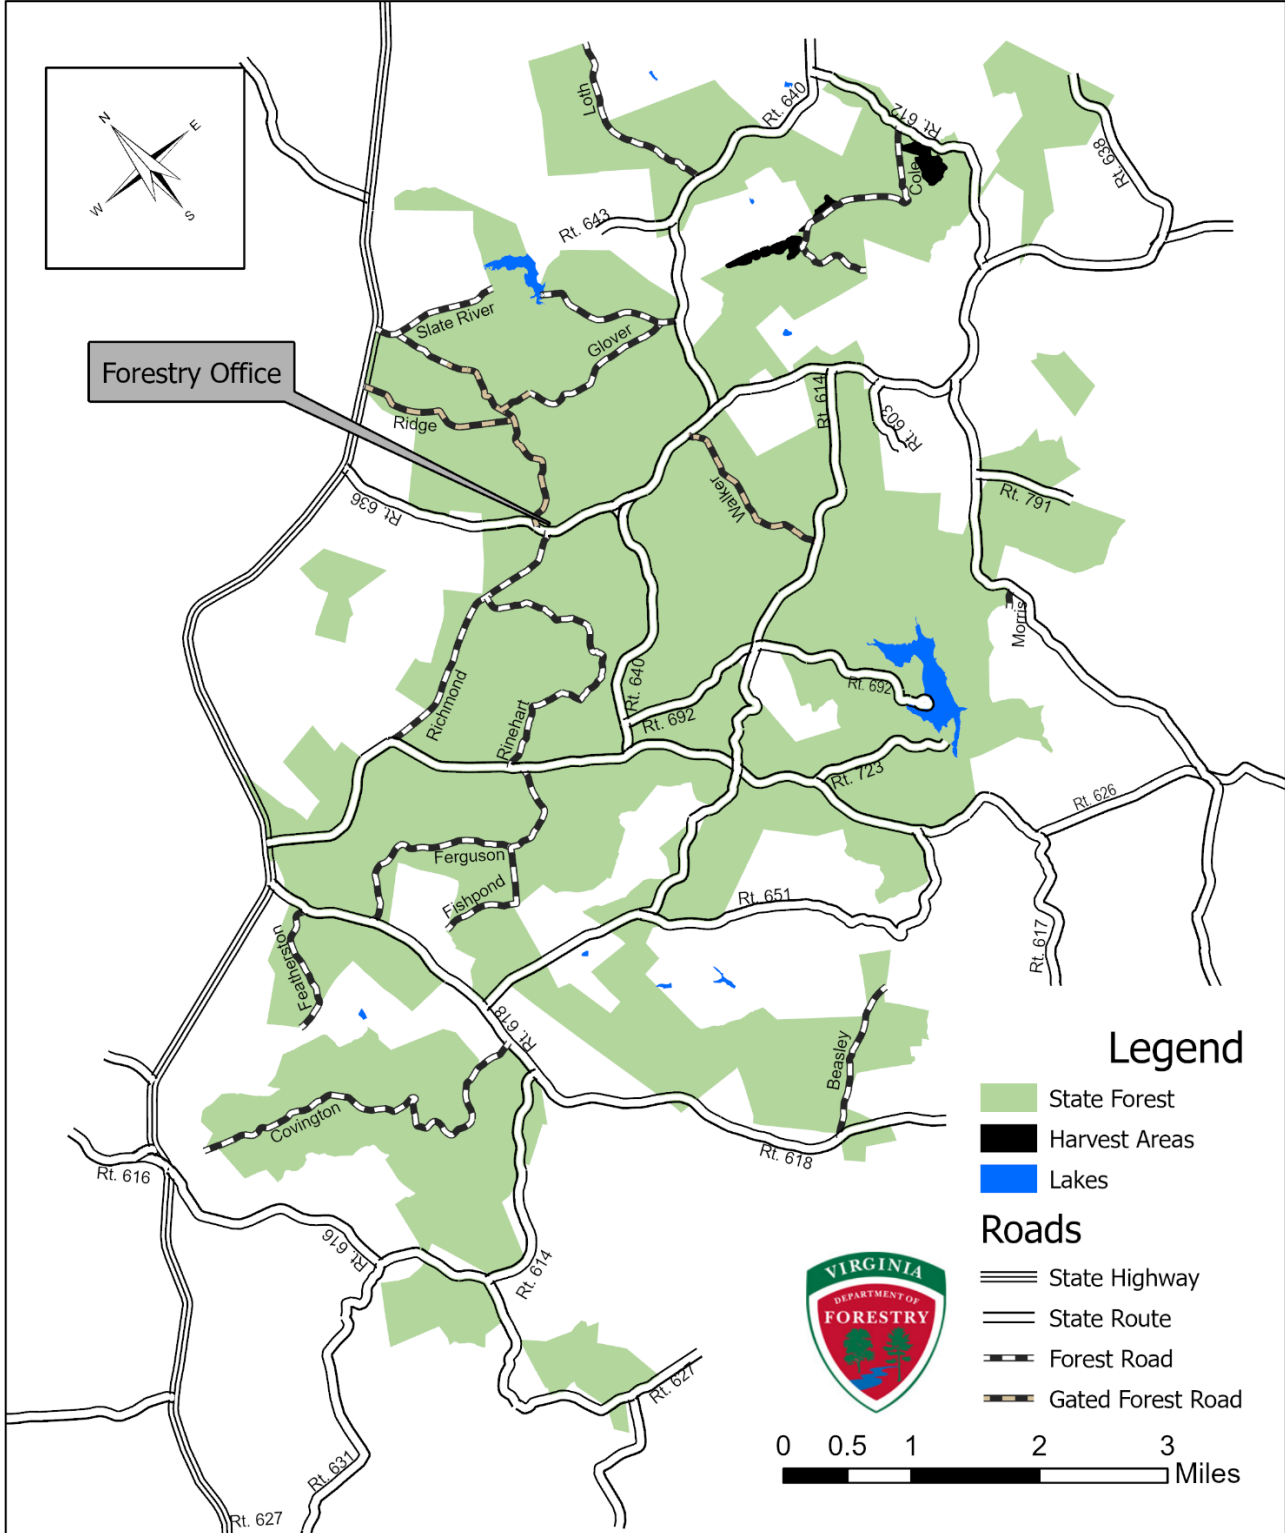 N
E
W
S
Loth
Rt. 640
Rt. 612
Cole
Rt. 638
Rt. 643
Slate River
Glover
Forestry Office
Ridge
Rt. 614
Rt. 603
Rt. 636
Walker
Rt. 791
Morris
Richmond
Rinehart
Rt. 640
Rt. 692
Rt. 692
Rt. 723
Rt. 626
Ferguson
Fishpond
Rt. 651
Rt. 617
Featherston
Rt. 618
Beasley
Covington
Rt. 618
Rt. 616
Rt. 616
Rt. 614
Rt. 627
Rt. 631
Rt. 627
Legend
State Forest
Harvest Areas
Lakes
Roads
State Highway
State Route
Forest Road
Gated Forest Road
VIRGINIA
DEPARTMENT OF
FORESTRY
0 0.5 1 2 3
Miles